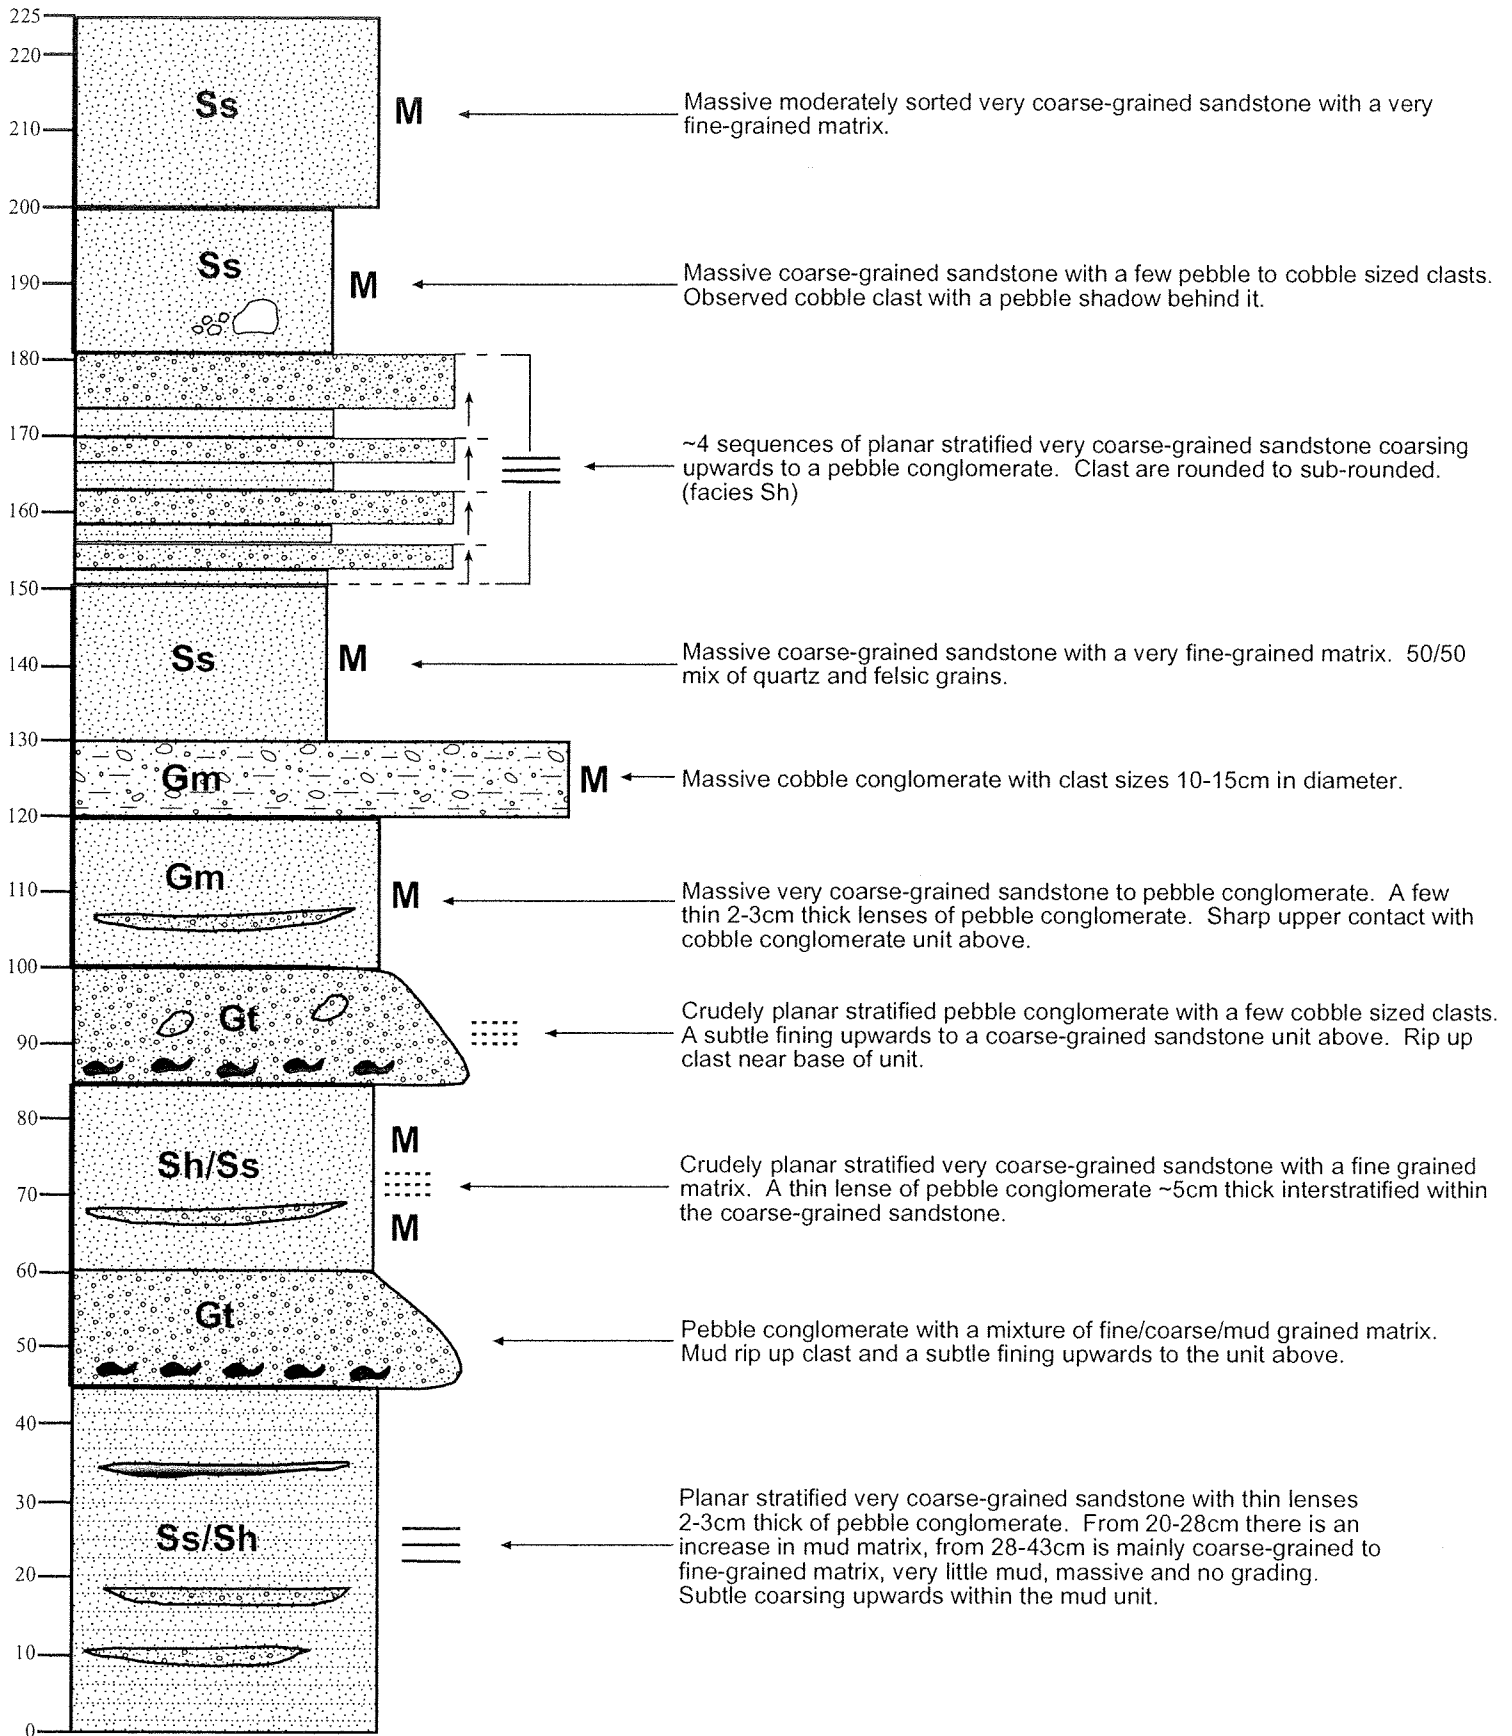 225
220
Ss
M
Massive moderately sorted very coarse-grained sandstone with a very
fine-grained matrix.
210
200
Ss
M
Massive coarse-grained sandstone with a few pebble to cobble sized clasts.
Observed cobble clast with a pebble shadow behind it.
190
180
170
~4 sequences of planar stratified very coarse-grained sandstone coarsing
upwards to a pebble conglomerate. Clast are rounded to sub-rounded.
(facies Sh)
160
150
Ss
M
Massive coarse-grained sandstone with a very fine-grained matrix. 50/50
mix of quartz and felsic grains.
140
130
Gm
M
Massive cobble conglomerate with clast sizes 10-15cm in diameter.
120
Gm
110
M
Massive very coarse-grained sandstone to pebble conglomerate. A few
thin 2-3cm thick lenses of pebble conglomerate. Sharp upper contact with
cobble conglomerate unit above.
100
Gt
90
Crudely planar stratified pebble conglomerate with a few cobble sized clasts.
A subtle fining upwards to a coarse-grained sandstone unit above. Rip up
clast near base of unit.
80
M
Sh/Ss
70
M
Crudely planar stratified very coarse-grained sandstone with a fine grained
matrix. A thin lense of pebble conglomerate ~5cm thick interstratified within
the coarse-grained sandstone.
60
Gt
50
Pebble conglomerate with a mixture of fine/coarse/mud grained matrix.
Mud rip up clast and a subtle fining upwards to the unit above.
40
30
Ss/Sh
Planar stratified very coarse-grained sandstone with thin lenses
2-3cm thick of pebble conglomerate. From 20-28cm there is an
increase in mud matrix, from 28-43cm is mainly coarse-grained to
fine-grained matrix, very little mud, massive and no grading.
Subtle coarsing upwards within the mud unit.
20
10
0